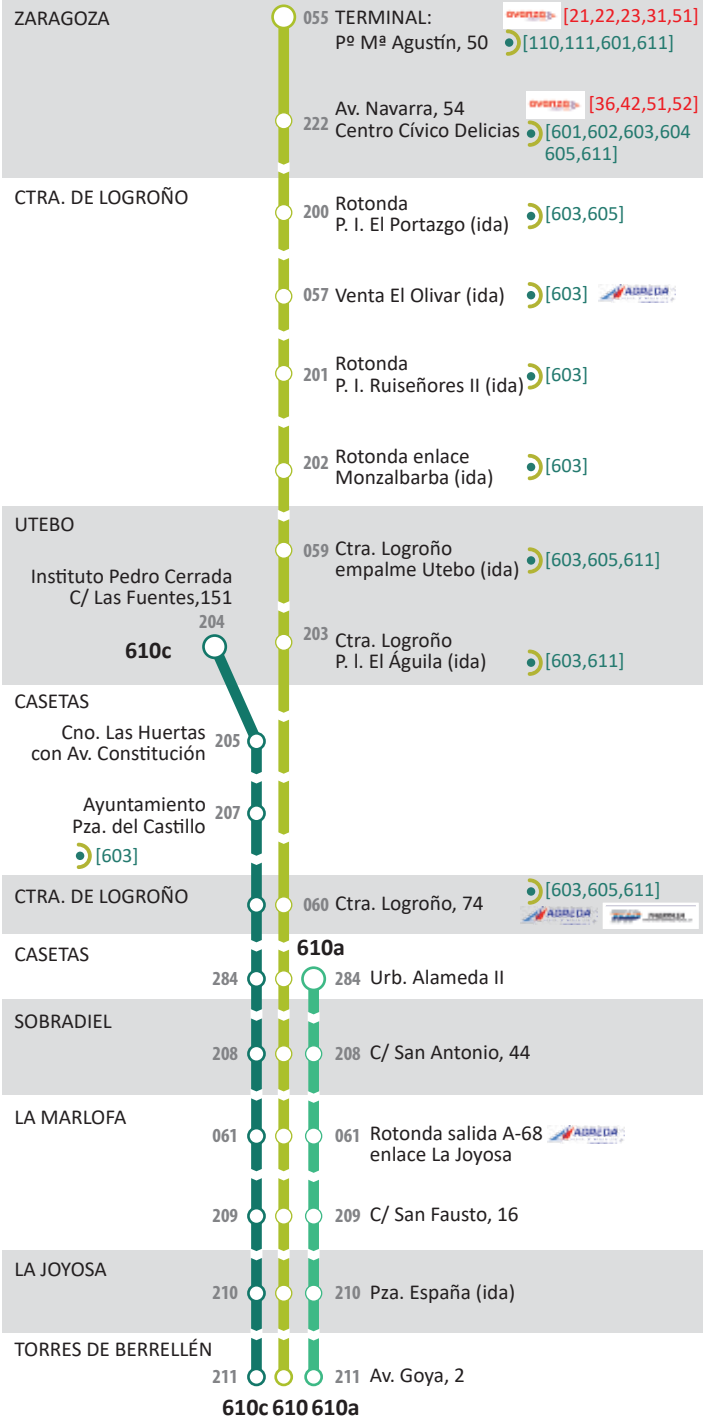 ZARAGOZA
055 TERMINAL:
Pº Mª Agustín, 50
avanza [21,22,23,31,51]
[110,111,601,611]
222 Av. Navarra, 54
Centro Cívico Delicias
avanza [36,42,51,52]
[601,602,603,604
605,611]
CTRA. DE LOGROÑO
200 Rotonda
P. I. El Portazgo (ida)
[603,605]
057 Venta El Olivar (ida) [603] AGREDA
201 Rotonda
P. I. Ruiseñores II (ida)
[603]
202 Rotonda enlace
Monzalbarba (ida)
[603]
UTEBO
059 Ctra. Logroño
empalme Utebo (ida)
[603,605,611]
Instituto Pedro Cerrada
C/ Las Fuentes,151
204
610c
203 Ctra. Logroño
P. I. El Águila (ida)
[603,611]
CASETAS
Cno. Las Huertas
con Av. Constitución
205
Ayuntamiento
Pza. del Castillo
207
[603]
CTRA. DE LOGROÑO
060 Ctra. Logroño, 74
[603,605,611]
AGREDA
CASETAS
610a
284 284 Urb. Alameda II
SOBRADIEL
208 208 C/ San Antonio, 44
LA MARLOFA
061 061 Rotonda salida A-68 AGREDA
enlace La Joyosa
209 209 C/ San Fausto, 16
LA JOYOSA
210 210 Pza. España (ida)
TORRES DE BERRELLÉN
211 211 Av. Goya, 2
610c 610 610a